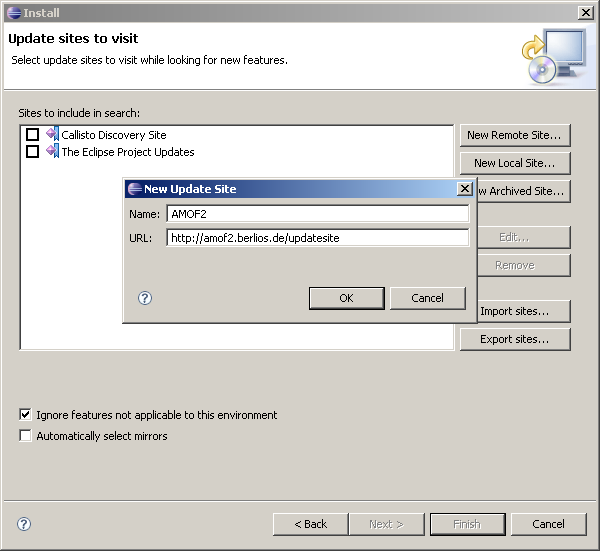 Install
Update sites to visit
Select update sites to visit while looking for new features.
Sites to include in search:
Callisto Discovery Site
The Eclipse Project Updates
New Remote Site...
New Local Site...
w Archived Site...
Edit...
Remove
Import sites...
Export sites...
New Update Site
Name: AMOF2
URL: http://amof2.berlios.de/updatesite
?
OK
Cancel
Ignore features not applicable to this environment
Automatically select mirrors
?
< Back
Next >
Finish
Cancel